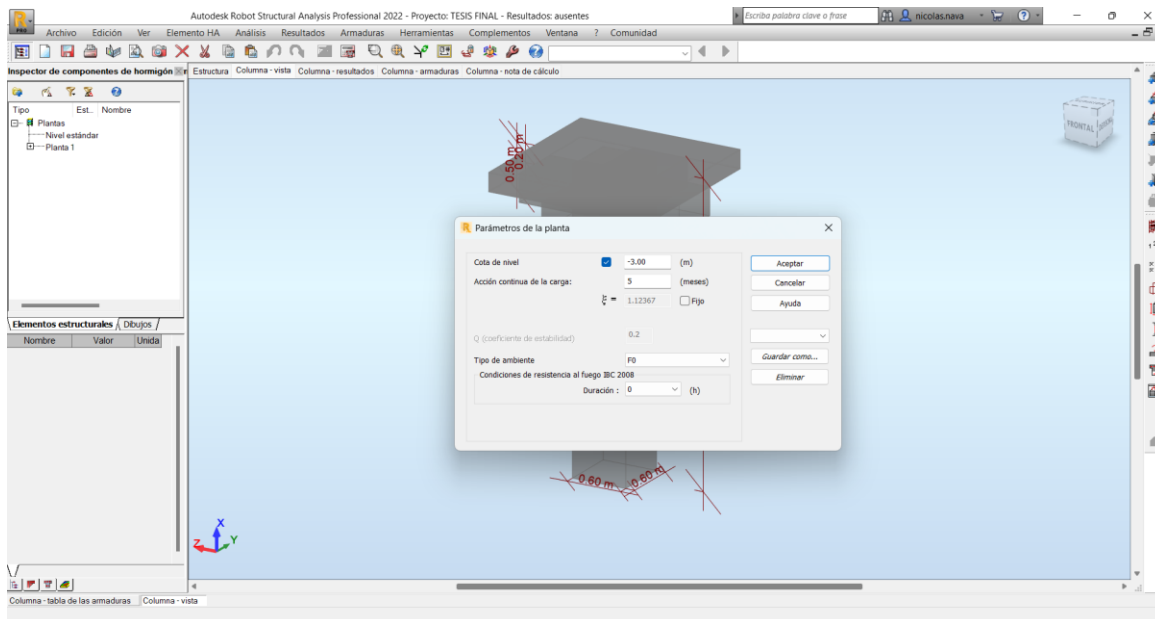 Autodesk Robot Structural Analysis Professional 2022 - Proyecto: TESIS FINAL - Resultados: ausentes
Escriba palabra clave o frase
nicolas.nava
PRO
Archivo Edición Ver Elemento HA Análisis Resultados Armaduras Herramientas Complementos Ventana ? Comunidad
Inspector de componentes de hormigón
Estructura Columna - vista Columna - resultados Columna - armaduras Columna - nota de cálculo
Tipo Est.. Nombre
Plantas
Nivel estándar
Planta 1
FRONTAL
0.50 m
0.20 m
Parámetros de la planta
Cota de nivel -3.00 (m)
Aceptar
Acción continua de la carga: 5 (meses)
Cancelar
ξ = 1.12367 Fijo
Ayuda
Q (coeficiente de estabilidad) 0.2
Tipo de ambiente F0
Guardar como...
Condiciones de resistencia al fuego IBC 2008
Eliminar
Duración : 0 (h)
Elementos estructurales Dibujos
Nombre Valor Unida
0.60 m 0.60 m
X
Z Y
Columna - tabla de las armaduras Columna - vista